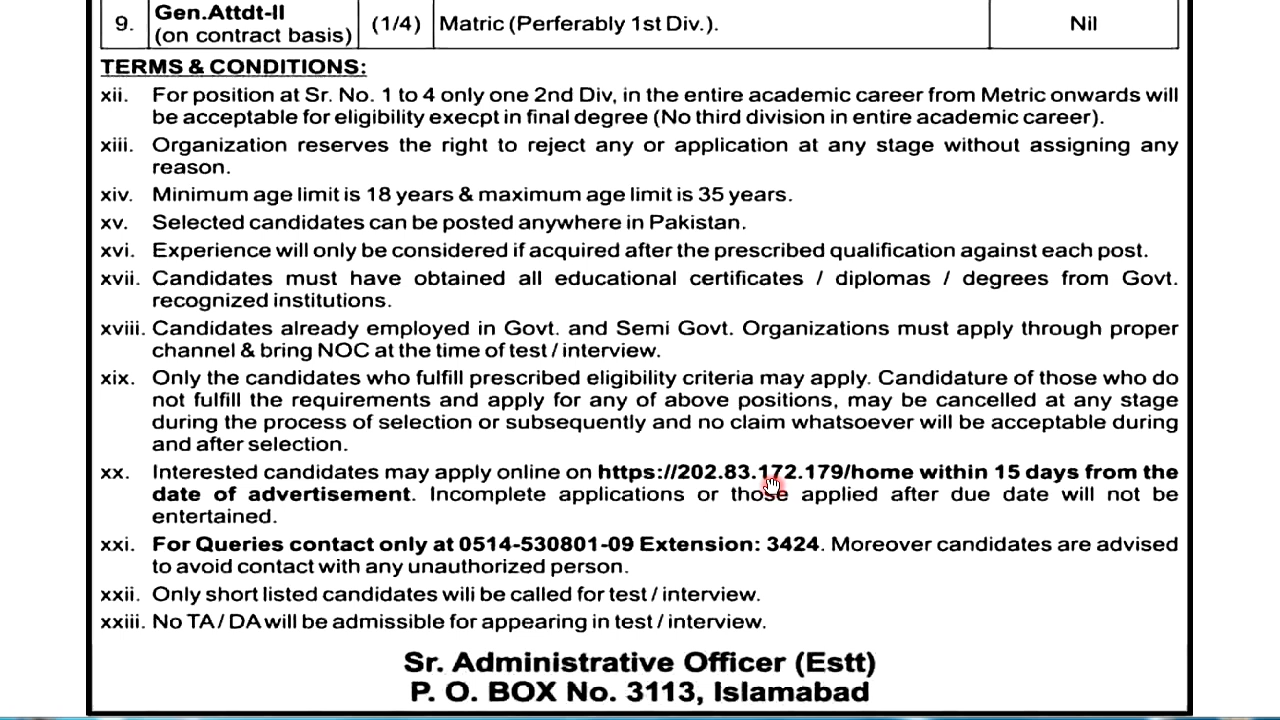 9. Gen.Attdt-II (1/4) Matric (Perferably 1st Div.). Nil
(on contract basis)
TERMS & CONDITIONS:
xii. For position at Sr. No. 1 to 4 only one 2nd Div, in the entire academic career from Metric onwards will
be acceptable for eligibility execpt in final degree (No third division in entire academic career).
xiii. Organization reserves the right to reject any or application at any stage without assigning any
reason.
xiv. Minimum age limit is 18 years & maximum age limit is 35 years.
xv. Selected candidates can be posted anywhere in Pakistan.
xvi. Experience will only be considered if acquired after the prescribed qualification against each post.
xvii. Candidates must have obtained all educational certificates / diplomas / degrees from Govt.
recognized institutions.
xviii. Candidates already employed in Govt. and Semi Govt. Organizations must apply through proper
channel & bring NOC at the time of test / interview.
xix. Only the candidates who fulfill prescribed eligibility criteria may apply. Candidature of those who do
not fulfill the requirements and apply for any of above positions, may be cancelled at any stage
during the process of selection or subsequently and no claim whatsoever will be acceptable during
and after selection.
xx. Interested candidates may apply online on https://202.83.172.179/home within 15 days from the
date of advertisement. Incomplete applications or those applied after due date will not be
entertained.
xxi. For Queries contact only at 0514-530801-09 Extension: 3424. Moreover candidates are advised
to avoid contact with any unauthorized person.
xxii. Only short listed candidates wili be called for test / interview.
xxiii. No TA / DA will be admissible for appearing in test / interview.
Sr. Administrative Officer (Estt)
P. O. BOX No. 3113, Islamabad